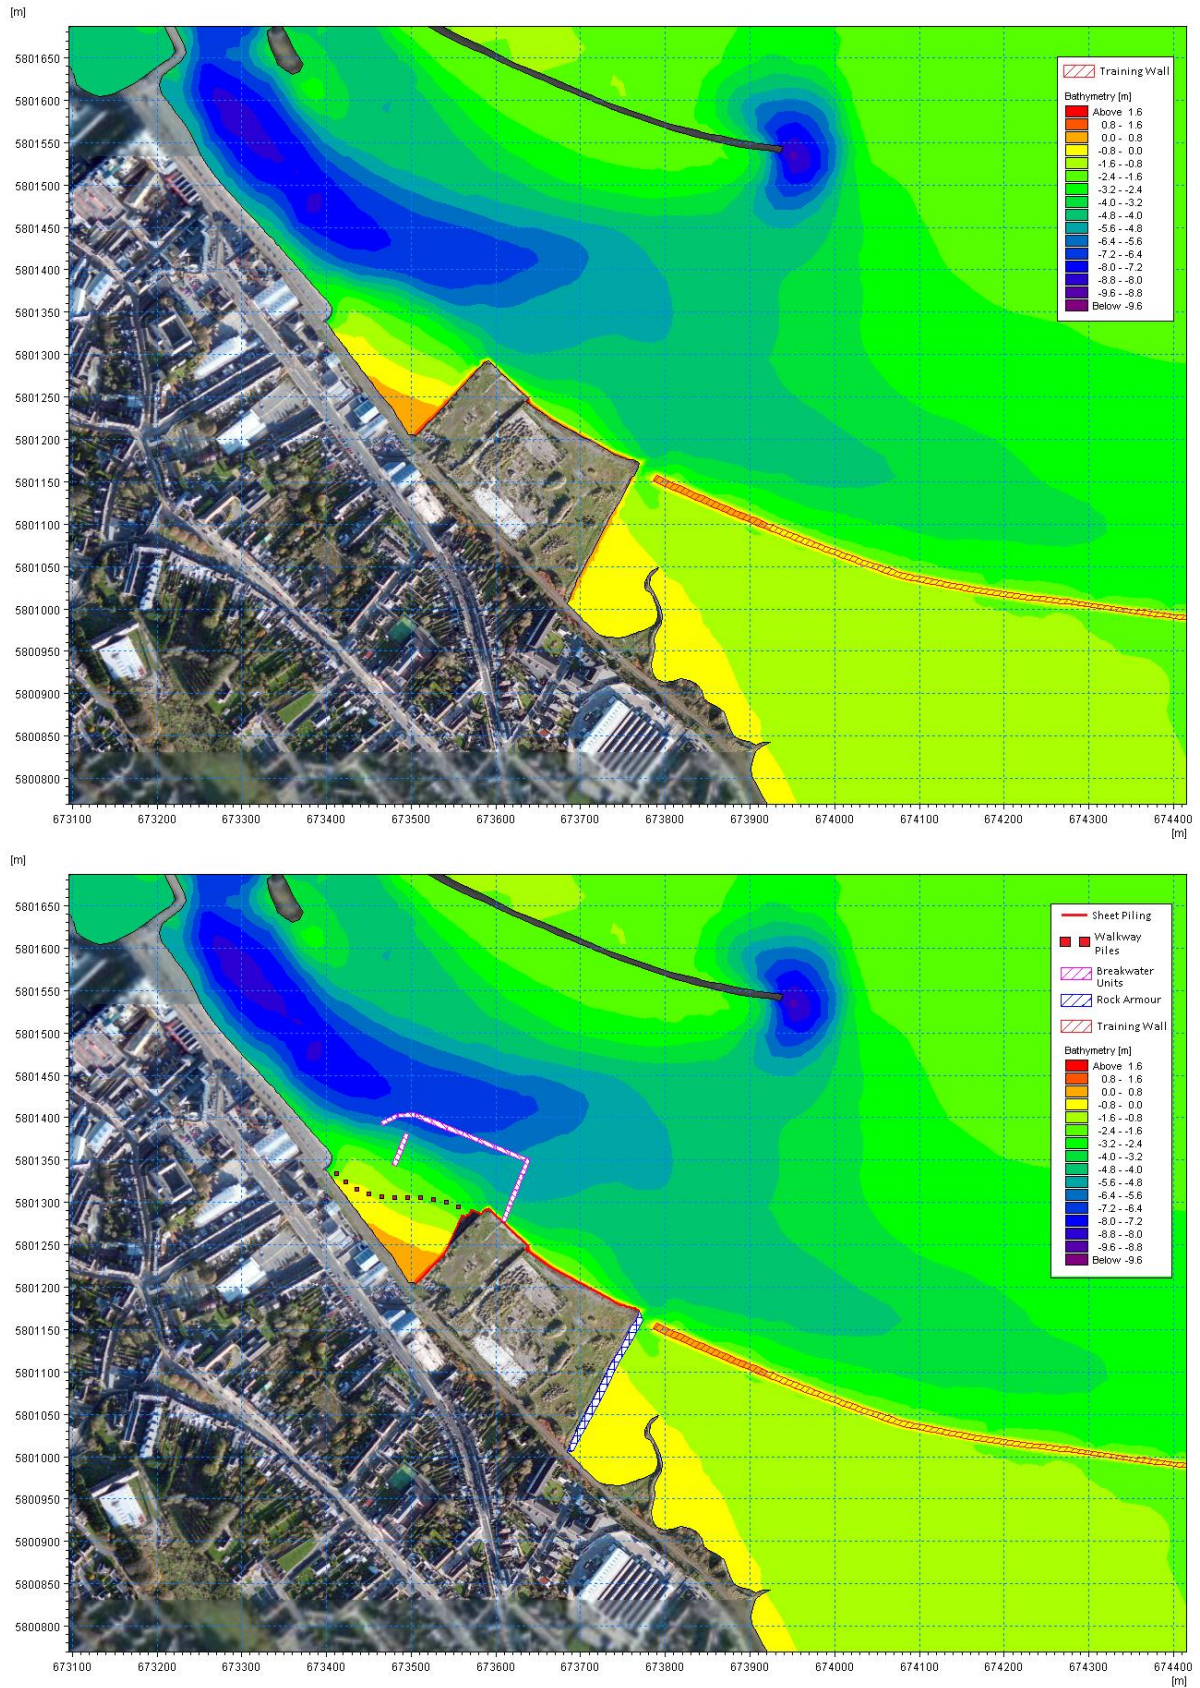 [m]
5801650
5801600
5801550
5801500
5801450
5801400
5801350
5801300
5801250
5801200
5801150
5801100
5801050
5801000
5800950
5800900
5800850
5800800
Training Wall
Bathymetry [m]
Above 1.6
0.8 - 1.6
0.0 - 0.8
-0.8 - 0.0
-1.6 - -0.8
-2.4 - -1.6
-3.2 - -2.4
-4.0 - -3.2
-4.8 - -4.0
-5.6 - -4.8
-6.4 - -5.6
-7.2 - -6.4
-8.0 - -7.2
-8.8 - -8.0
-9.6 - -8.8
Below -9.6
673100 673200 673300 673400 673500 673600 673700 673800 673900 674000 674100 674200 674300 674400
[m]
[m]
5801650
5801600
5801550
5801500
5801450
5801400
5801350
5801300
5801250
5801200
5801150
5801100
5801050
5801000
5800950
5800900
5800850
5800800
Sheet Piling
Walkway
Piles
Breakwater
Units
Rock Armour
Training Wall
Bathymetry [m]
Above 1.6
0.8 - 1.6
0.0 - 0.8
-0.8 - 0.0
-1.6 - -0.8
-2.4 - -1.6
-3.2 - -2.4
-4.0 - -3.2
-4.8 - -4.0
-5.6 - -4.8
-6.4 - -5.6
-7.2 - -6.4
-8.0 - -7.2
-8.8 - -8.0
-9.6 - -8.8
Below -9.6
673100 673200 673300 673400 673500 673600 673700 673800 673900 674000 674100 674200 674300 674400
[m]